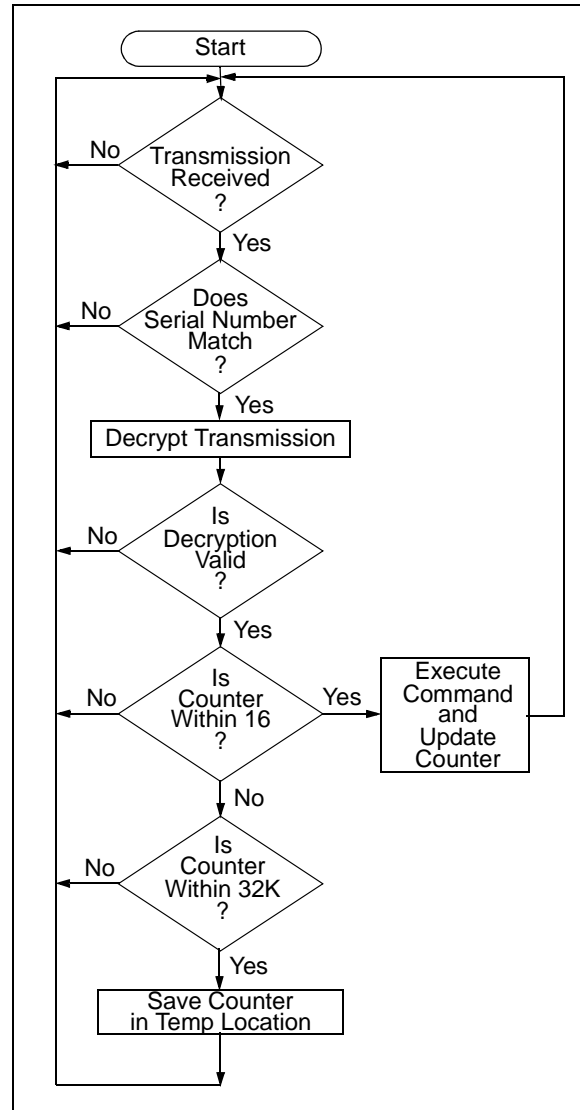 Start
No
Transmission
Received
?
Yes
No
Does
Serial Number
Match
?
Yes
Decrypt Transmission
No
Is
Decryption
Valid
?
Yes
No
Is
Counter
Within 16
?
Yes
Execute
Command
and
Update
Counter
No
No
Is
Counter
Within 32K
?
Yes
Save Counter
in Temp Location